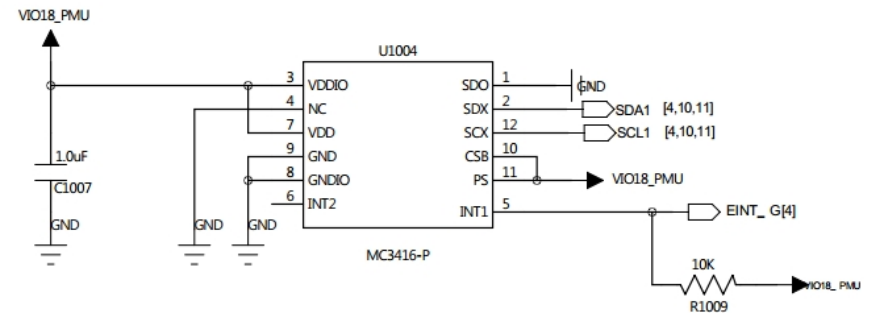 VIO18_PMU
U1004
3 VDDIO SDO 1 GND
4 NC SDX 2 SDA1 [4,10,11]
7 VDD SCX 12 SCL1 [4,10,11]
9 GND CSB 10
1.0uF
8 GNDIO PS 11 VIO18_PMU
C1007
6 INT2 INT1 5 EINT_ G[4]
GND GND GND
MC3416-P
10K
VIO18_ PMU
R1009